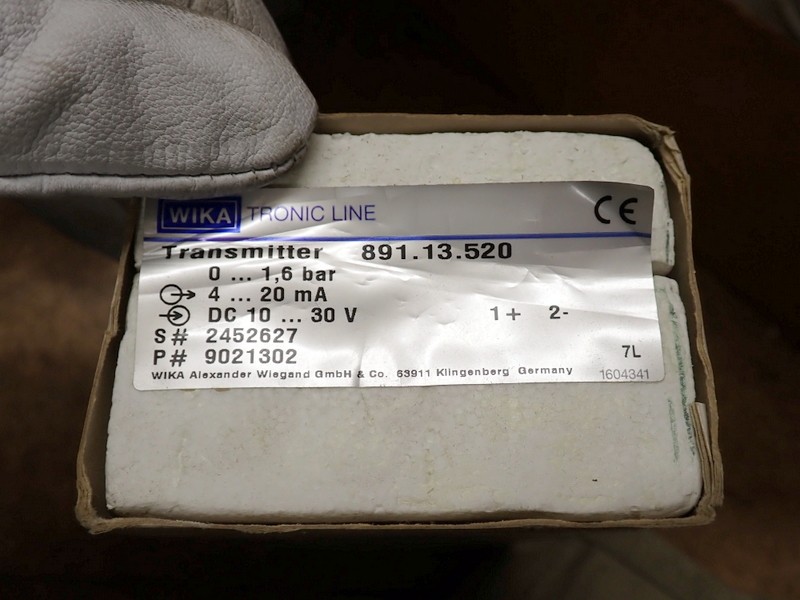 WIKA TRONIC LINE CE
Transmitter 891.13.520
0 ... 1,6 bar
4 ... 20 mA
DC 10 ... 30 V 1+ 2-
S# 2452627
P# 9021302 7L
WIKA Alexander Wiegand GmbH & Co. 63911 Klingenberg Germany 1604341